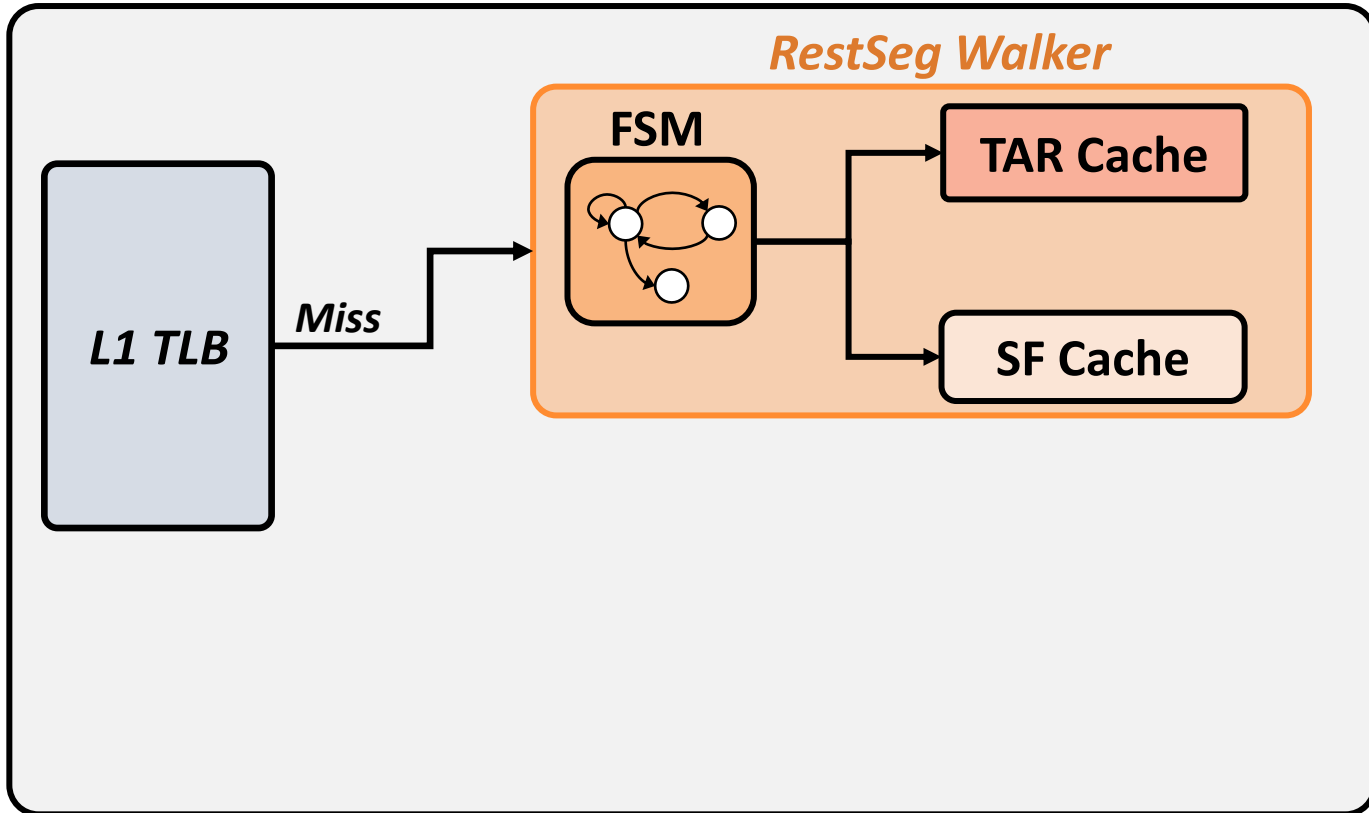 RestSeg Walker
FSM
TAR Cache
L1 TLB
Miss
SF Cache